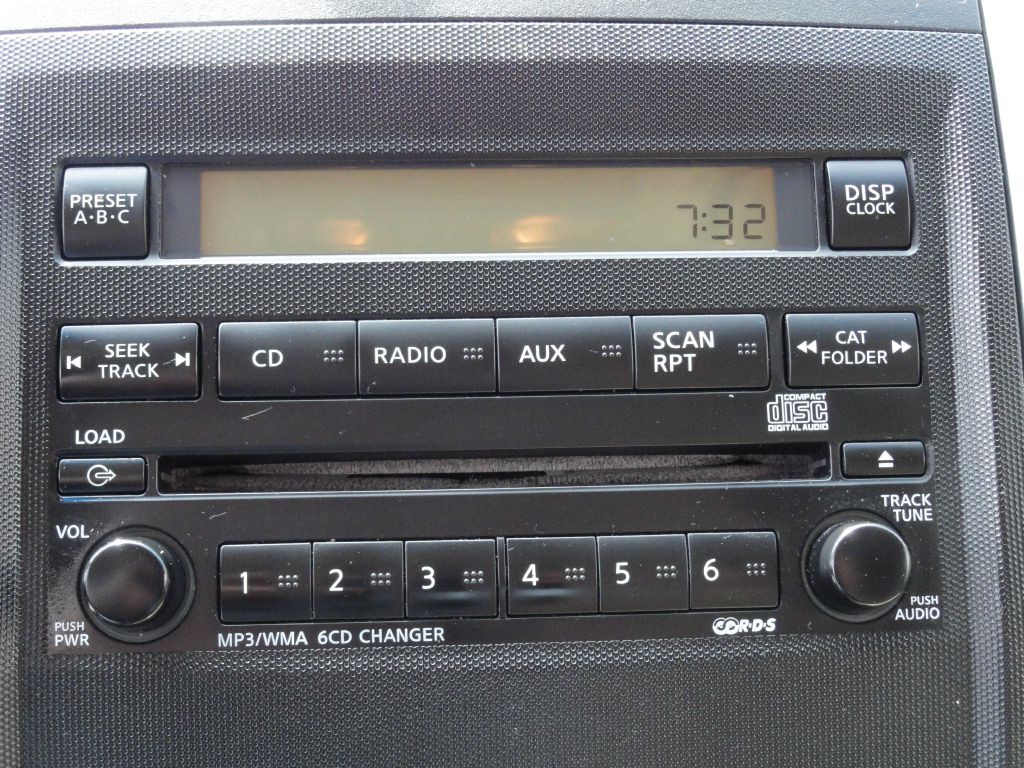 PRESET
A·B·C
7:32
DISP
CLOCK
SEEK
TRACK
CD
RADIO
AUX
SCAN
RPT
CAT
FOLDER
COMPACT
disc
DIGITAL AUDIO
LOAD
VOL
PUSH
PWR
1
2
3
4
5
6
TRACK
TUNE
PUSH
AUDIO
MP3/WMA 6CD CHANGER
R·D·S